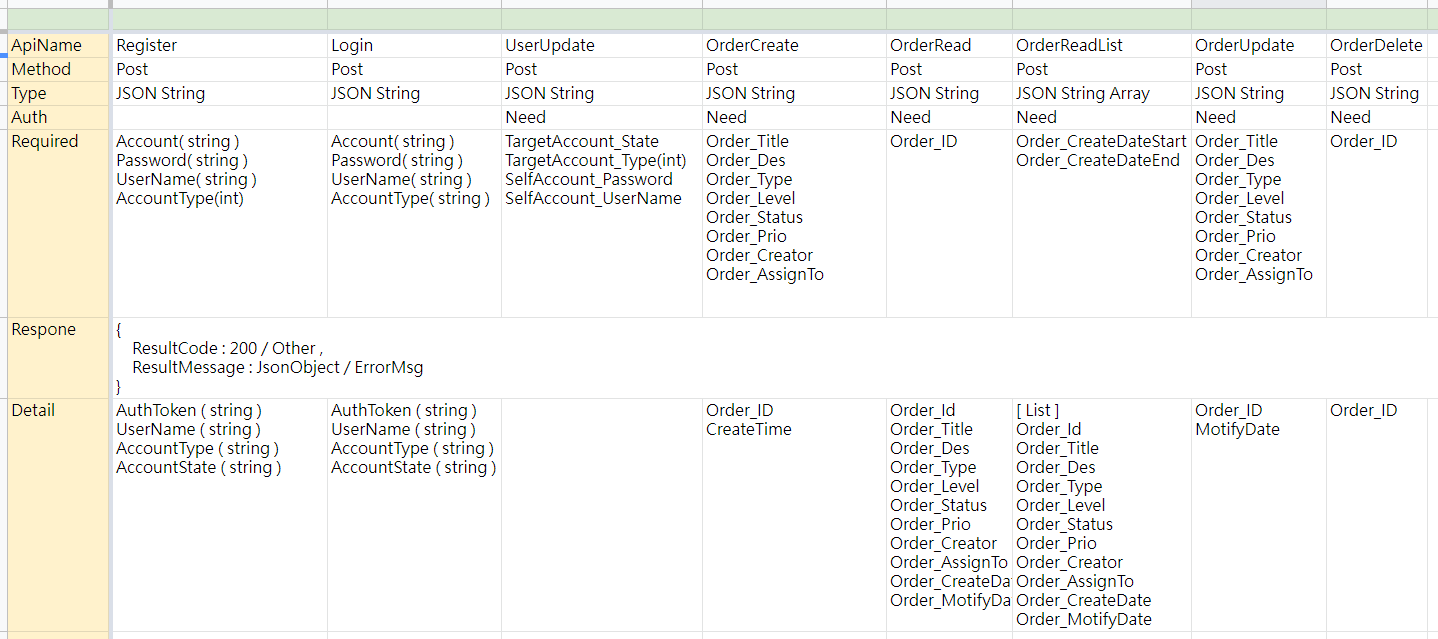 ApiName Register Login UserUpdate OrderCreate OrderRead OrderReadList OrderUpdate OrderDelete
Method Post Post Post Post Post Post Post Post
Type JSON String JSON String JSON String JSON String JSON String JSON String Array JSON String JSON String
Auth Need Need Need Need Need Need
Required Account( string ) Account( string ) TargetAccount_State Order_Title Order_ID Order_CreateDateStart Order_Title Order_ID
Password( string ) Password( string ) TargetAccount_Type(int) Order_Des Order_CreateDateEnd Order_Des
UserName( string ) UserName( string ) SelfAccount_Password Order_Type Order_Type
AccountType(int) AccountType( string ) SelfAccount_UserName Order_Level Order_Level
Order_Status Order_Status
Order_Prio Order_Prio
Order_Creator Order_Creator
Order_AssignTo Order_AssignTo
Respone {
ResultCode : 200 / Other ,
ResultMessage : JsonObject / ErrorMsg
}
Detail AuthToken ( string ) AuthToken ( string ) Order_ID Order_Id [ List ] Order_ID Order_ID
UserName ( string ) UserName ( string ) CreateTime Order_Title Order_Id MotifyDate
AccountType ( string ) AccountType ( string ) Order_Des Order_Title
AccountState ( string ) AccountState ( string ) Order_Type Order_Des
Order_Level Order_Type
Order_Status Order_Level
Order_Prio Order_Status
Order_Creator Order_Prio
Order_AssignTo Order_Creator
Order_CreateDa Order_AssignTo
Order_MotifyDa Order_CreateDate
Order_MotifyDate